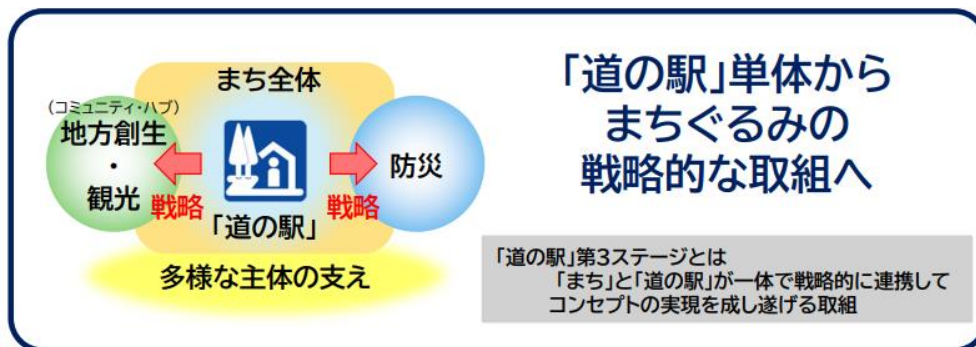 まち全体
(コミュニティ・ハブ)
地方創生
・
観光
戦略
「道の駅」
戦略
防災
多様な主体の支え
「道の駅」単体から
まちぐるみの
戦略的な取組へ
「道の駅」第3ステージとは
「まち」と「道の駅」が一体で戦略的に連携して
コンセプトの実現を成し遂げる取組